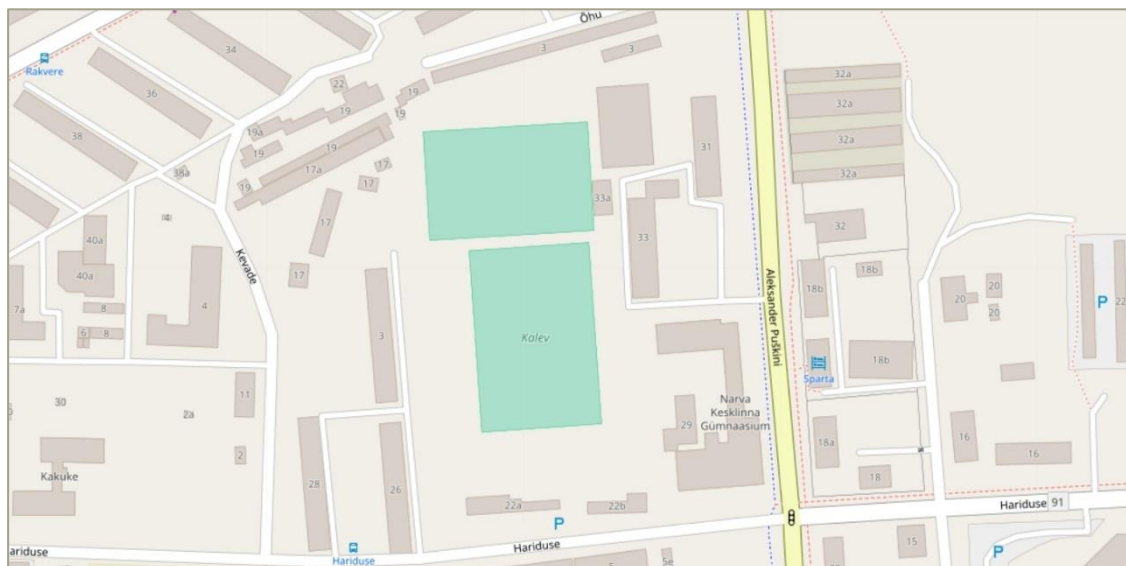 Õhu
3
3
34
Rakvere
36
38
22
19
19
19
19a
19
19
17a
19
17
17
38a
17
17
4
40a
40a
8
8
6
7a
4
Kevade
3
11
30
2a
2
Kakuke
28
26
32a
32a
32a
32a
31
33a
33
32
18b
18b
18b
Aleksander Puškini
20
20
20
P
22
Kalev
Sparta
Narva
Kesklinna
Gümnaasium
29
18a
18
16
16
22a
22b
P
Hariduse
91
Hariduse
Hariduse
ariduse
5e
15
P